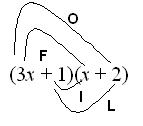 O
F
(3x + 1)(x + 2)
I
L